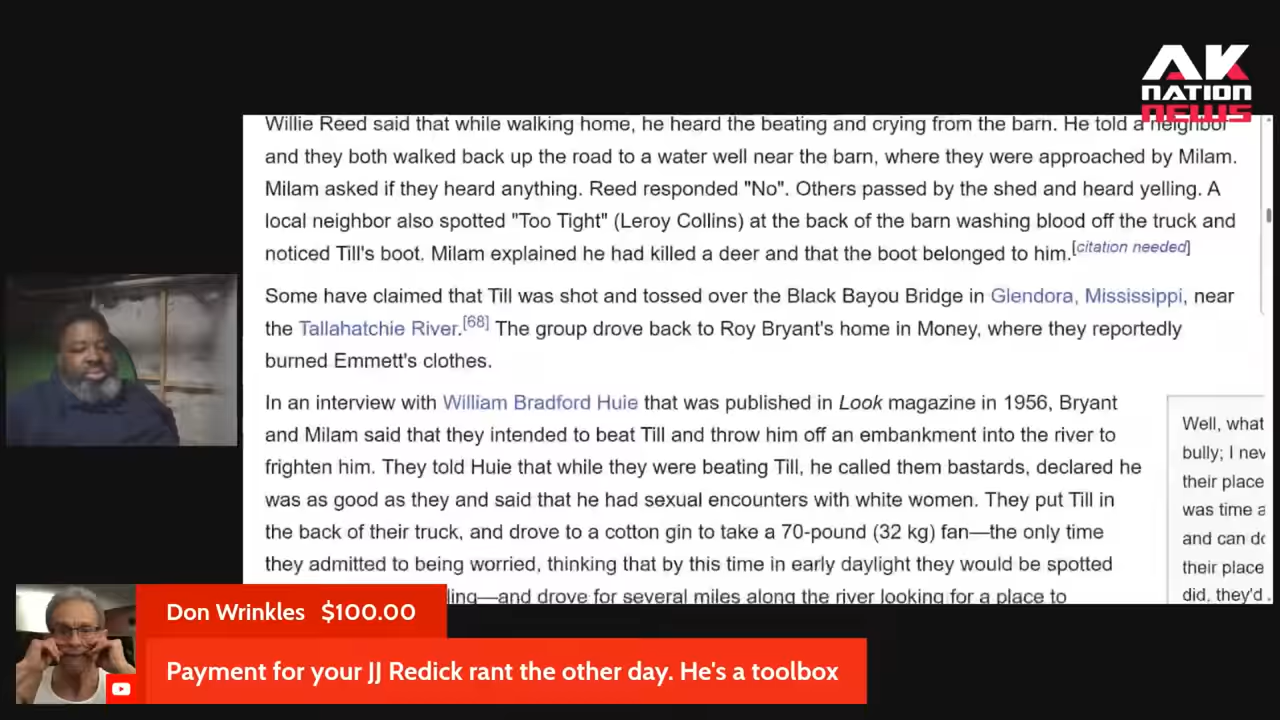 AK
NATION
NEWS
Willie Reed said that while walking home, he heard the beating and crying from the barn. He told a neighbor
and they both walked back up the road to a water well near the barn, where they were approached by Milam.
Milam asked if they heard anything. Reed responded "No". Others passed by the shed and heard yelling. A
local neighbor also spotted "Too Tight" (Leroy Collins) at the back of the barn washing blood off the truck and
noticed Till's boot. Milam explained he had killed a deer and that the boot belonged to him.[citation needed]
Some have claimed that Till was shot and tossed over the Black Bayou Bridge in Glendora, Mississippi, near
the Tallahatchie River.[68] The group drove back to Roy Bryant's home in Money, where they reportedly
burned Emmett's clothes.
In an interview with William Bradford Huie that was published in Look magazine in 1956, Bryant
and Milam said that they intended to beat Till and throw him off an embankment into the river to
frighten him. They told Huie that while they were beating Till, he called them bastards, declared he
was as good as they and said that he had sexual encounters with white women. They put Till in
the back of their truck, and drove to a cotton gin to take a 70-pound (32 kg) fan—the only time
they admitted to being worried, thinking that by this time in early daylight they would be spotted
ling—and drove for several miles along the river looking for a place to
Well, what
bully; I nev
their place
was time a
and can do
their place
did, they'd
Don Wrinkles $100.00
Payment for your JJ Redick rant the other day. He's a toolbox